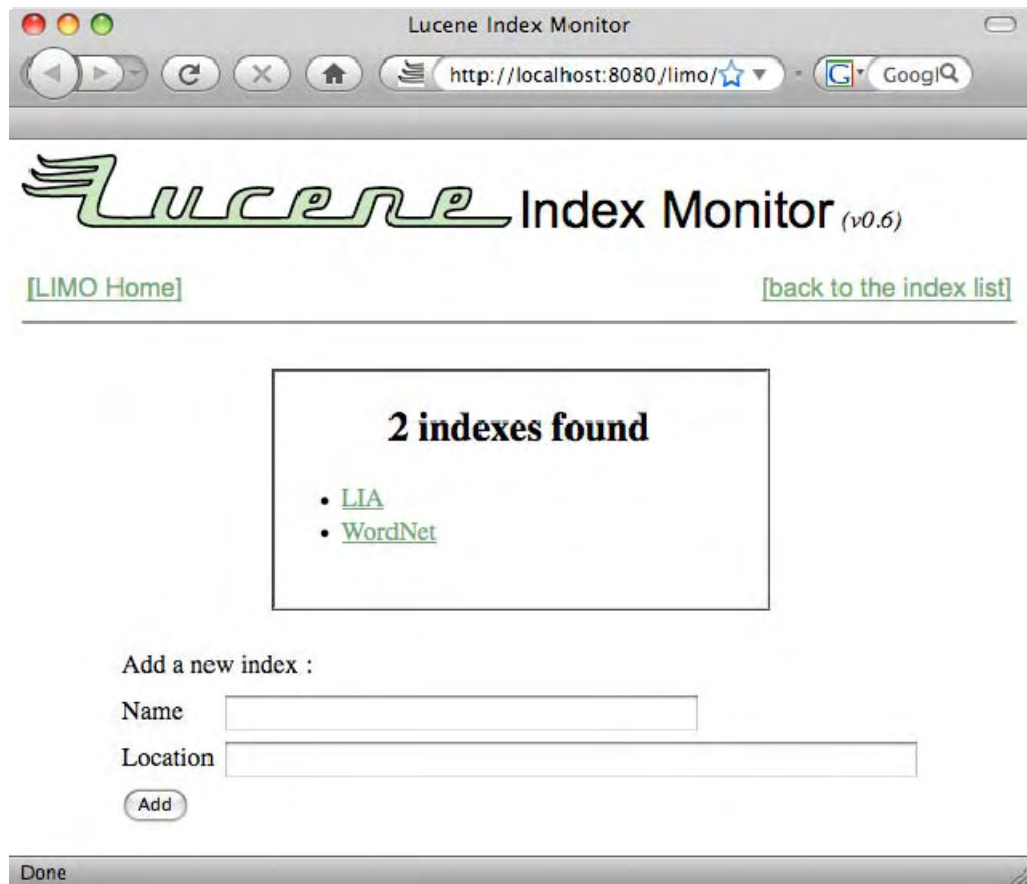 Lucene Index Monitor
http://localhost:8080/limo/
Googl
Lucene Index Monitor (v0.6)
[LIMO Home] [back to the index list]
2 indexes found
• LIA
• WordNet
Add a new index :
Name
Location
Add
Done